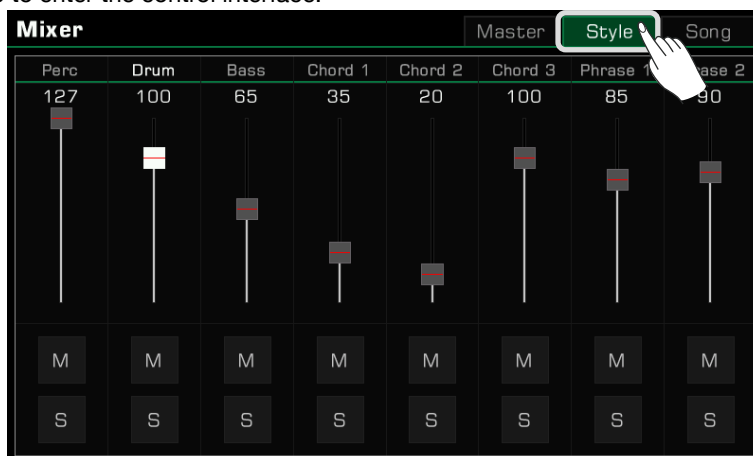 to enter the control interface.
Mixer Master Style Song
Perc Drum Bass Chord 1 Chord 2 Chord 3 Phrase 1 2
127 100 65 35 20 100 85 90
M M M M M M M M
S S S S S S S S